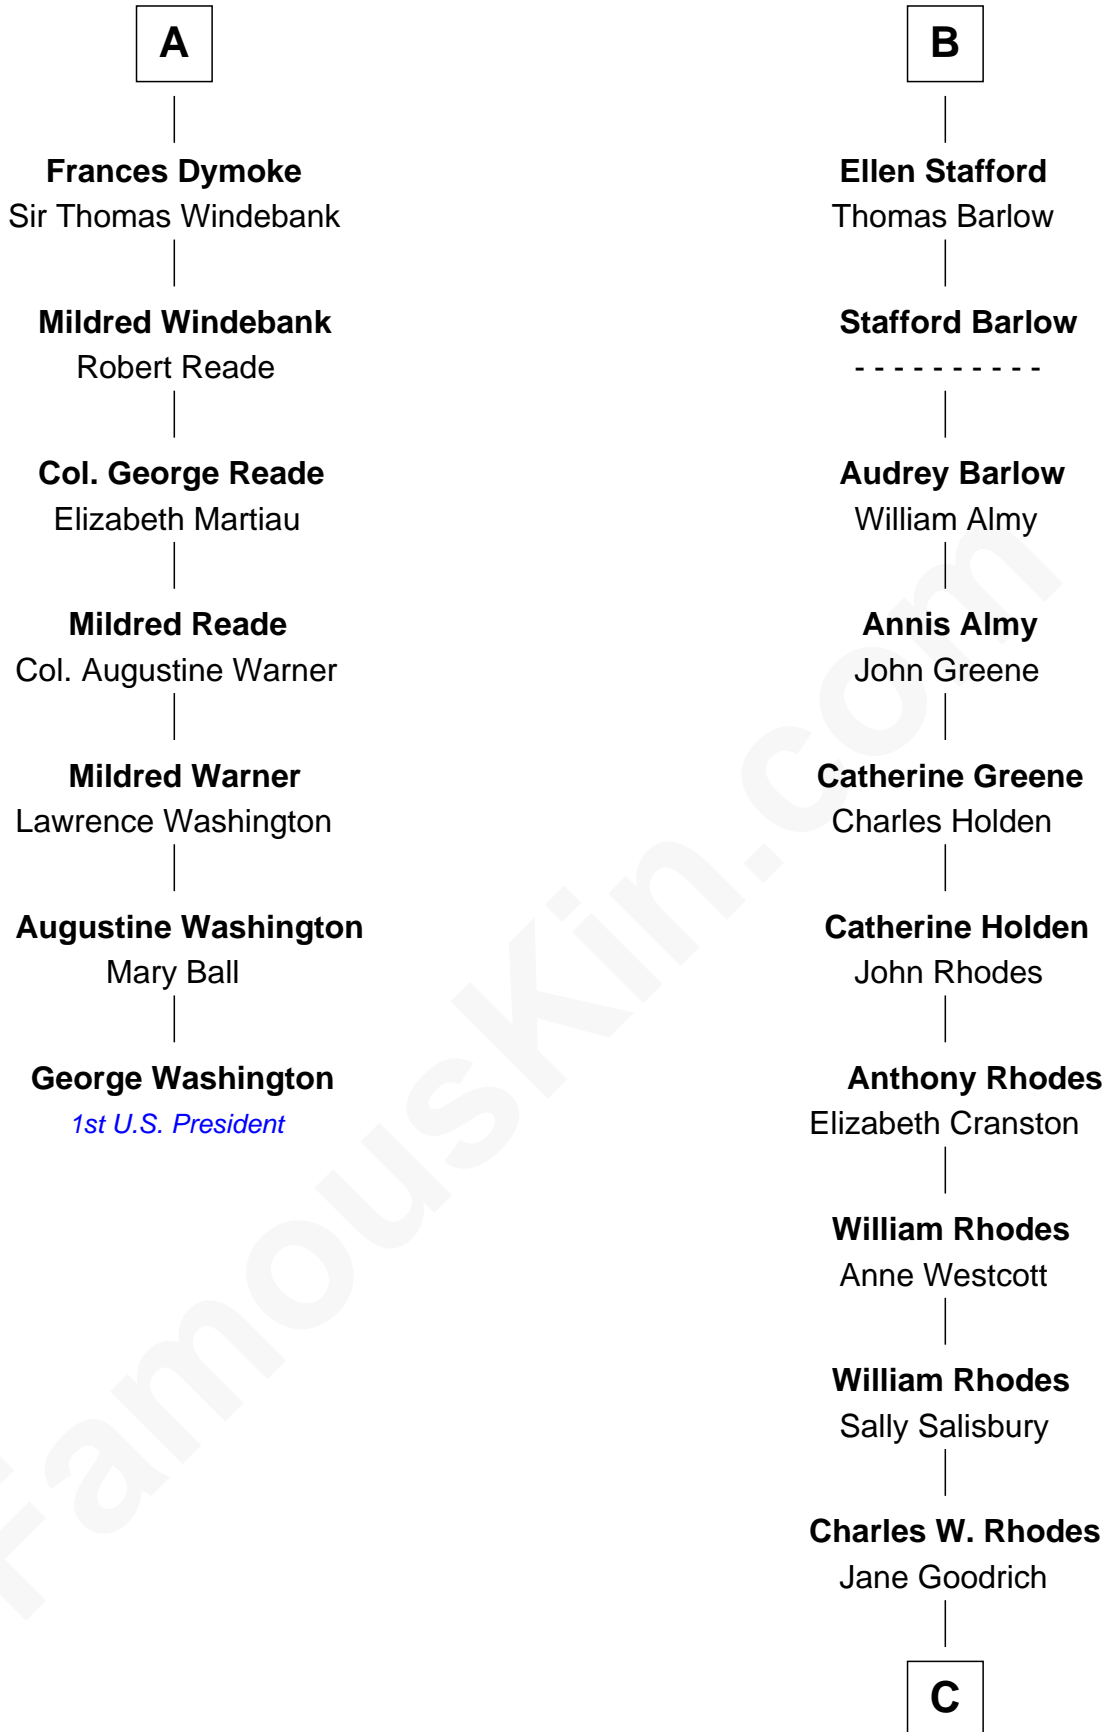 A
Frances Dymoke
Sir Thomas Windebank
Mildred Windebank
Robert Reade
Col. George Reade
Elizabeth Martiau
Mildred Reade
Col. Augustine Warner
Mildred Warner
Lawrence Washington
Augustine Washington
Mary Ball
George Washington
1st U.S. President
B
Ellen Stafford
Thomas Barlow
Stafford Barlow
- - - - - - - - - -
Audrey Barlow
William Almy
Annis Almy
John Greene
Catherine Greene
Charles Holden
Catherine Holden
John Rhodes
Anthony Rhodes
Elizabeth Cranston
William Rhodes
Anne Westcott
William Rhodes
Sally Salisbury
Charles W. Rhodes
Jane Goodrich
C
FamousKin.com